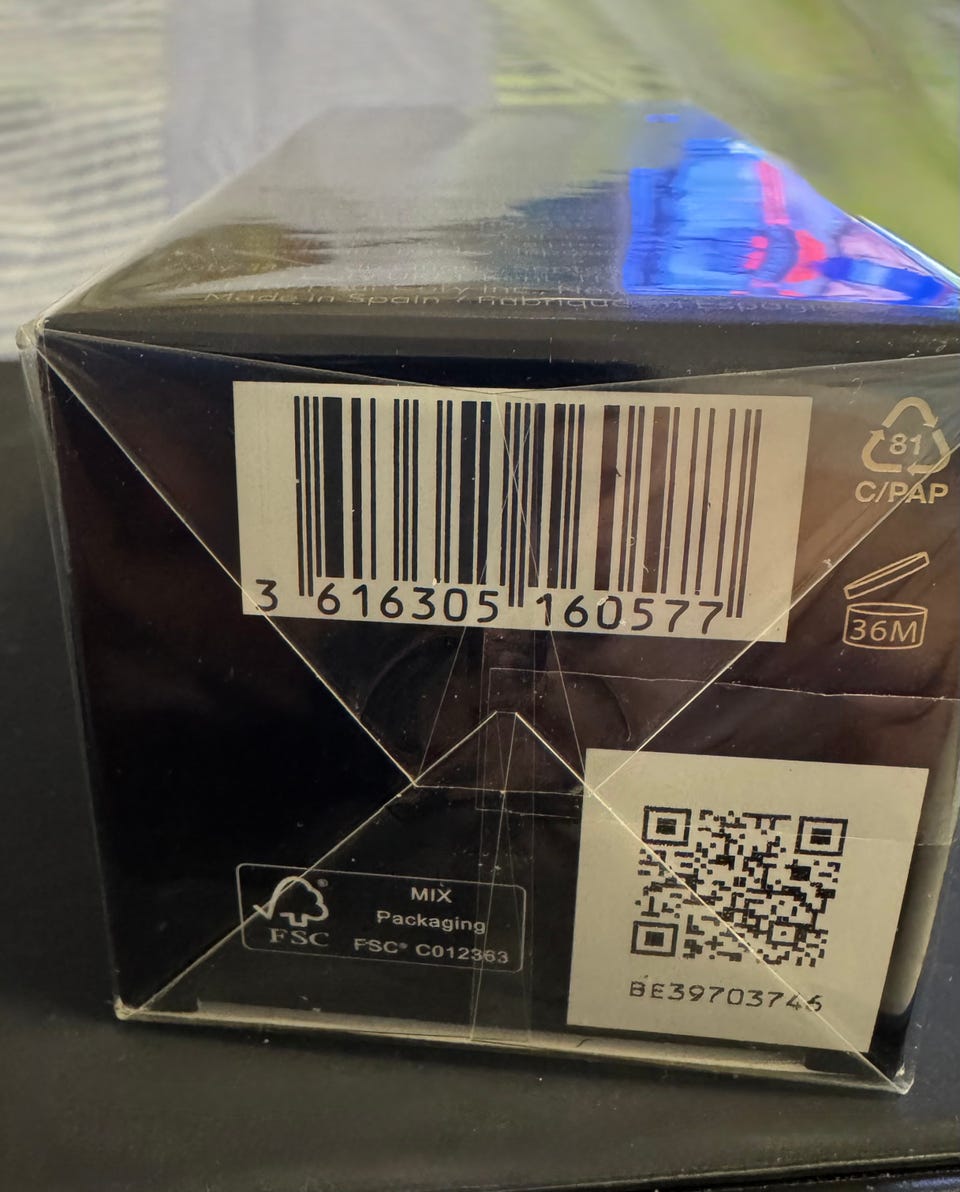 Made in Spain / Fabriqué en Espagne
3 616305 160577
81
C/PAP
36M
MIX
Packaging
FSC® C012363
FSC
BE39703746